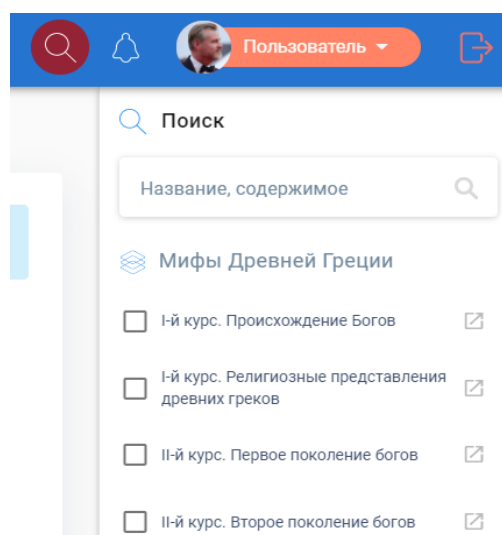 Пользователь
Поиск
Название, содержимое
Мифы Древней Греции
I-й курс. Происхождение Богов
I-й курс. Религиозные представления
древних греков
II-й курс. Первое поколение богов
II-й курс. Второе поколение богов